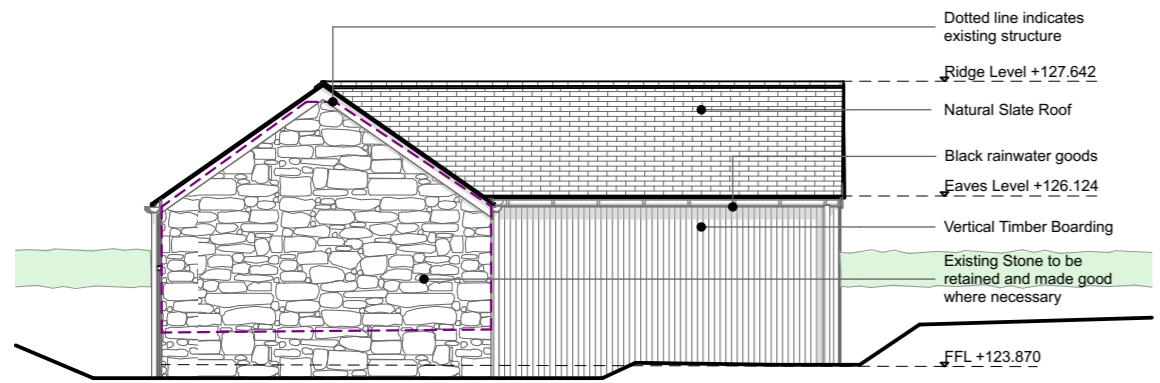 Dotted line indicates
existing structure
Ridge Level +127.642
Natural Slate Roof
Black rainwater goods
Eaves Level +126.124
Vertical Timber Boarding
Existing Stone to be
retained and made good
where necessary
FFL +123.870